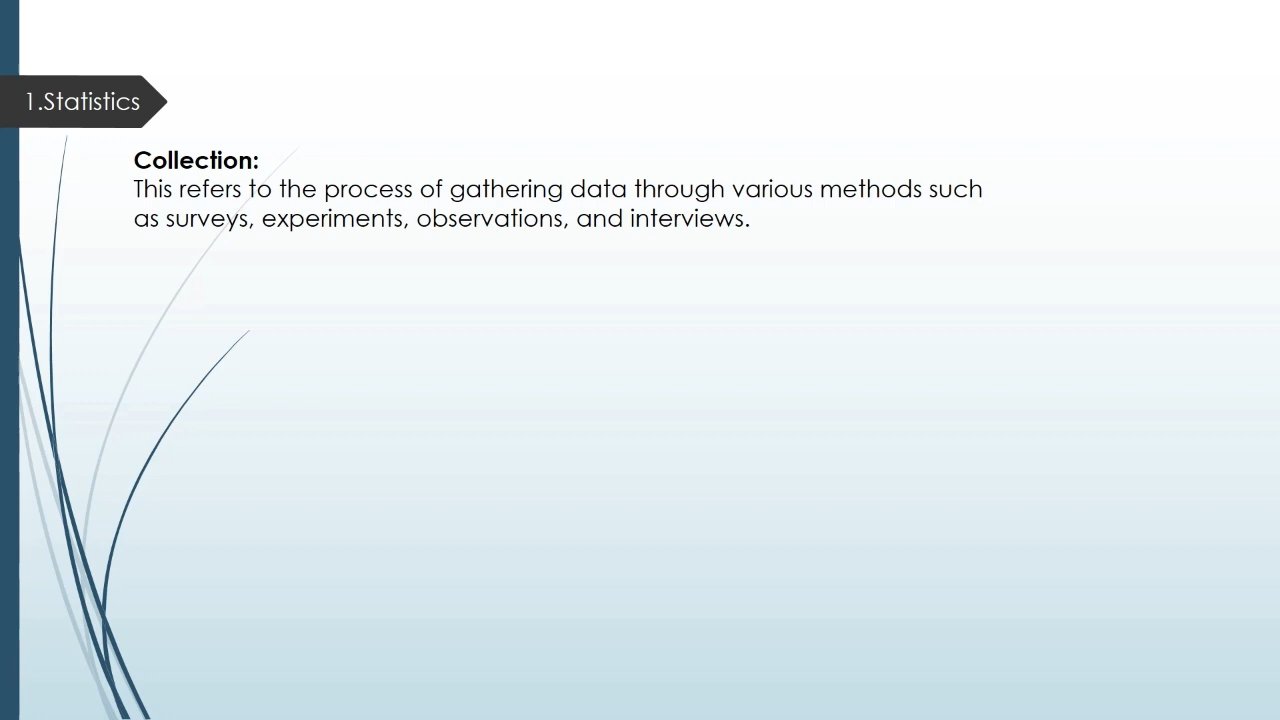 1.Statistics
Collection:
This refers to the process of gathering data through various methods such
as surveys, experiments, observations, and interviews.